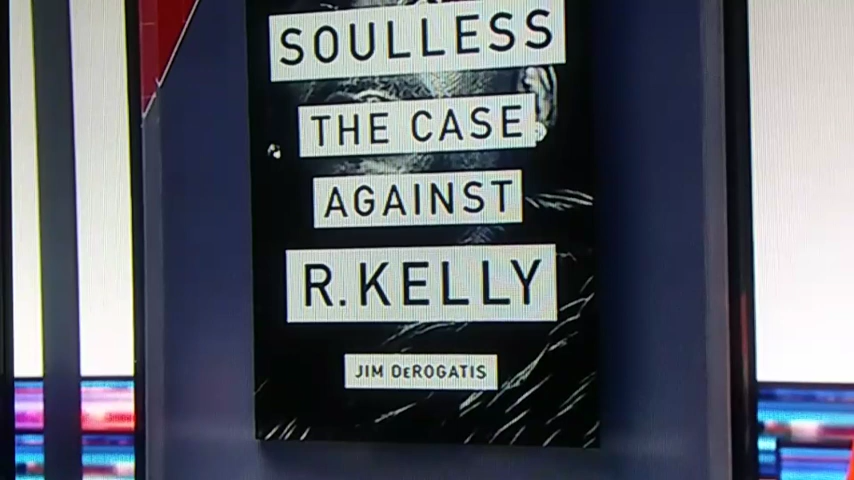 SOULLESS
THE CASE
AGAINST
R. KELLY
JIM DEROGATIS